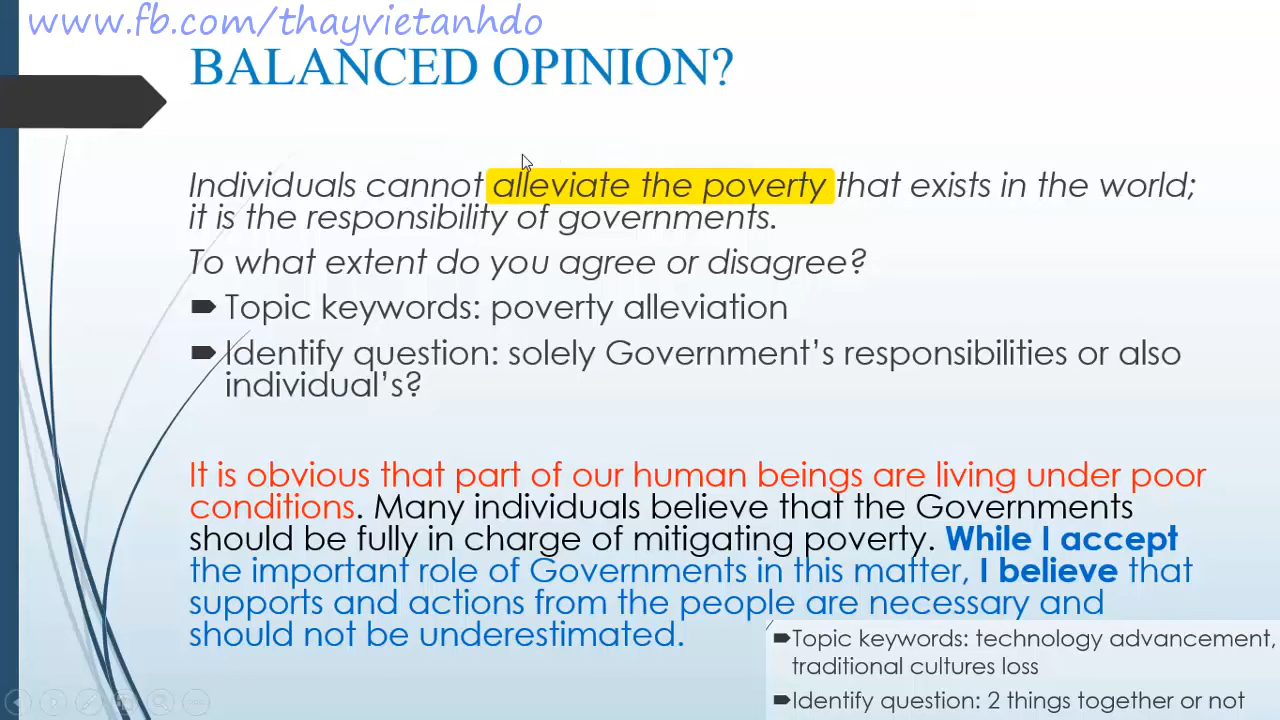 www.fb.com/thayvietanhdo
BALANCED OPINION?
Individuals cannot alleviate the poverty that exists in the world;
it is the responsibility of governments.
To what extent do you agree or disagree?
Topic keywords: poverty alleviation
Identify question: solely Government's responsibilities or also
individual's?
It is obvious that part of our human beings are living under poor
conditions. Many individuals believe that the Governments
should be fully in charge of mitigating poverty. While I accept
the important role of Governments in this matter, I believe that
supports and actions from the people are necessary and
should not be underestimated.
Topic keywords: technology advancement,
traditional cultures loss
Identify question: 2 things together or not